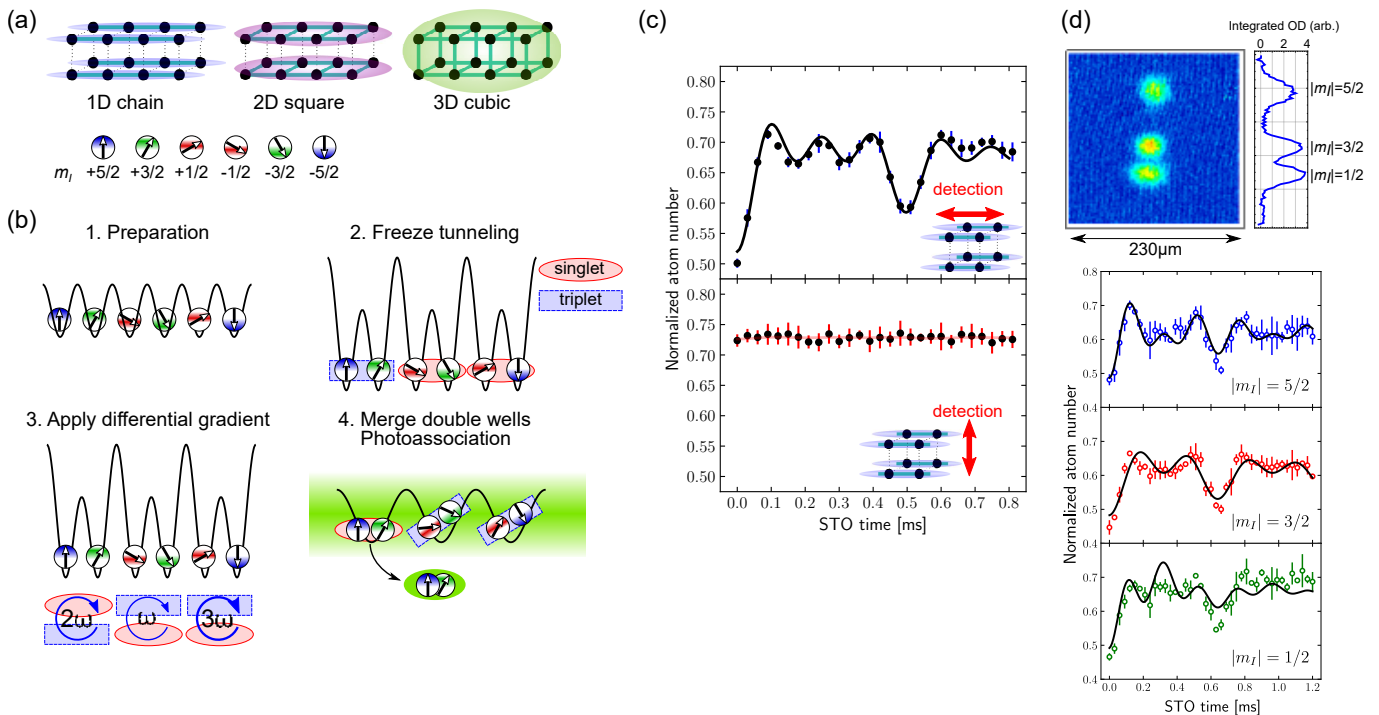 (a)
1D chain
2D square
3D cubic
m_I
+5/2
+3/2
+1/2
-1/2
-3/2
-5/2
(b)
1. Preparation
2. Freeze tunneling
singlet
triplet
3. Apply differential gradient
2ω
ω
3ω
4. Merge double wells
Photoassociation
(c)
Normalized atom number
0.80
0.75
0.70
0.65
0.60
0.55
0.50
detection
0.80
0.75
0.70
0.65
0.60
0.55
0.50
detection
0.0 0.1 0.2 0.3 0.4 0.5 0.6 0.7 0.8
STO time [ms]
(d)
Integrated OD (arb.)
0 2 4
|m_I|=5/2
|m_I|=3/2
|m_I|=1/2
230μm
Normalized atom number
0.8
0.7
0.6
0.5
0.4
|m_I| = 5/2
0.7
0.6
0.5
0.4
|m_I| = 3/2
0.7
0.6
0.5
0.4
|m_I| = 1/2
0.0 0.2 0.4 0.6 0.8 1.0 1.2
STO time [ms]